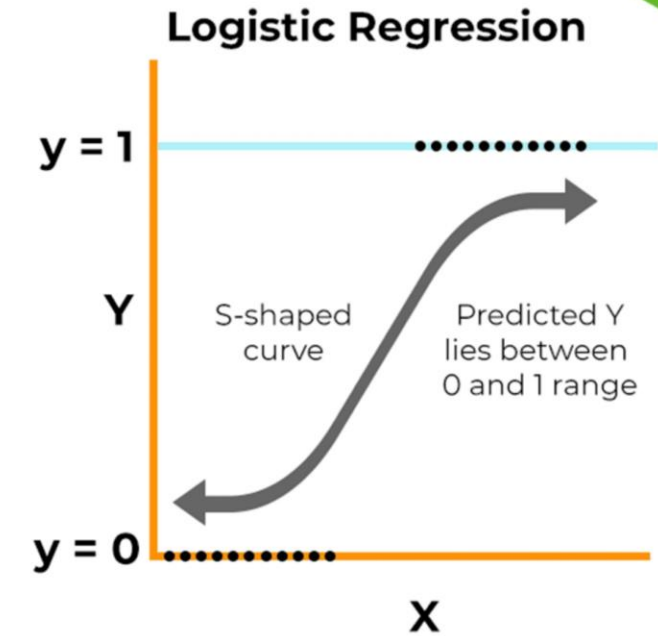 Logistic Regression
y = 1
Y
S-shaped
curve
Predicted Y
lies between
0 and 1 range
y = 0
X